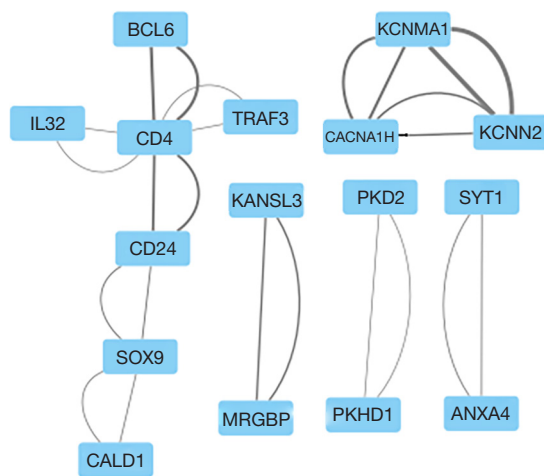 BCL6
KCNMA1
IL32
CD4
TRAF3
CACNA1H
KCNN2
KANSL3
PKD2
SYT1
CD24
SOX9
MRGBP
PKHD1
ANXA4
CALD1